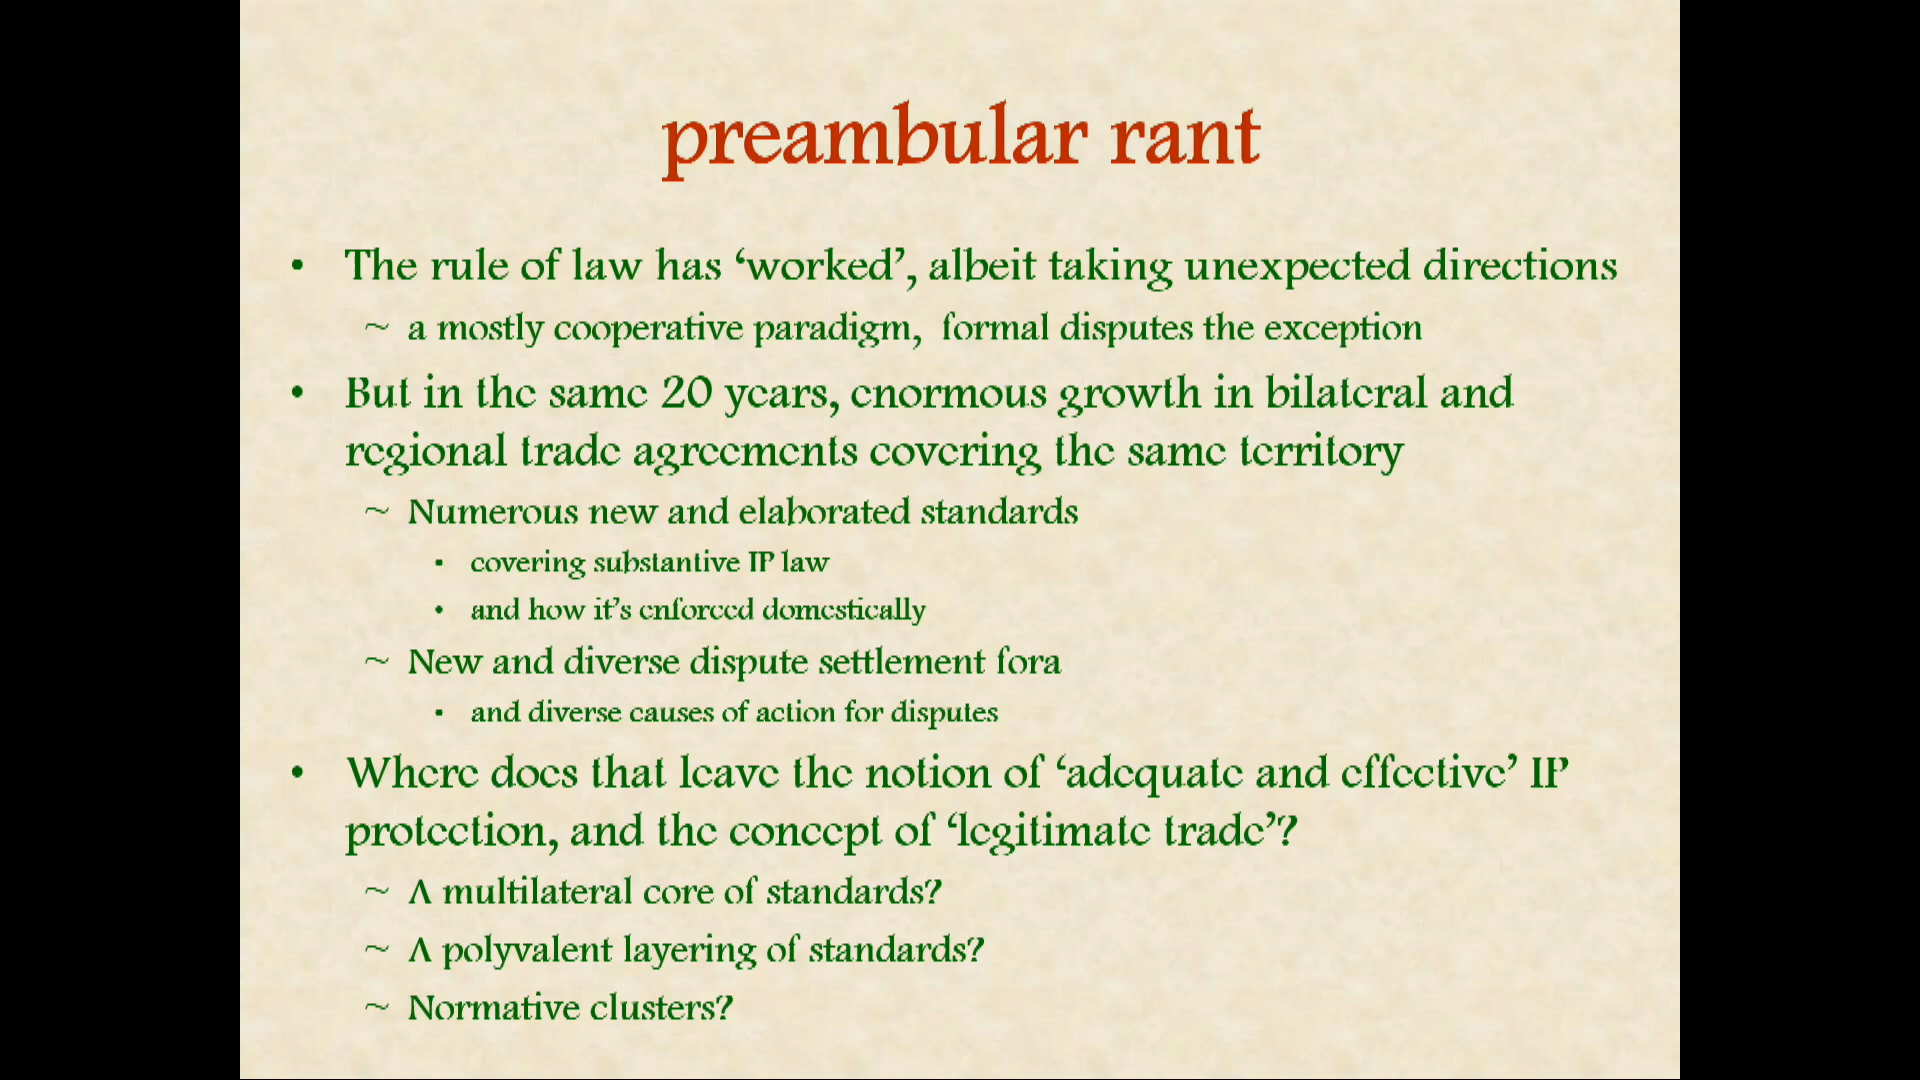 preambular rant
• The rule of law has ‘worked’, albeit taking unexpected directions
~ a mostly cooperative paradigm, formal disputes the exception
• But in the same 20 years, enormous growth in bilateral and
regional trade agreements covering the same territory
~ Numerous new and elaborated standards
• covering substantive IP law
• and how it’s enforced domestically
~ New and diverse dispute settlement fora
• and diverse causes of action for disputes
• Where does that leave the notion of ‘adequate and effective’ IP
protection, and the concept of ‘legitimate trade’?
~ A multilateral core of standards?
~ A polyvalent layering of standards?
~ Normative clusters?